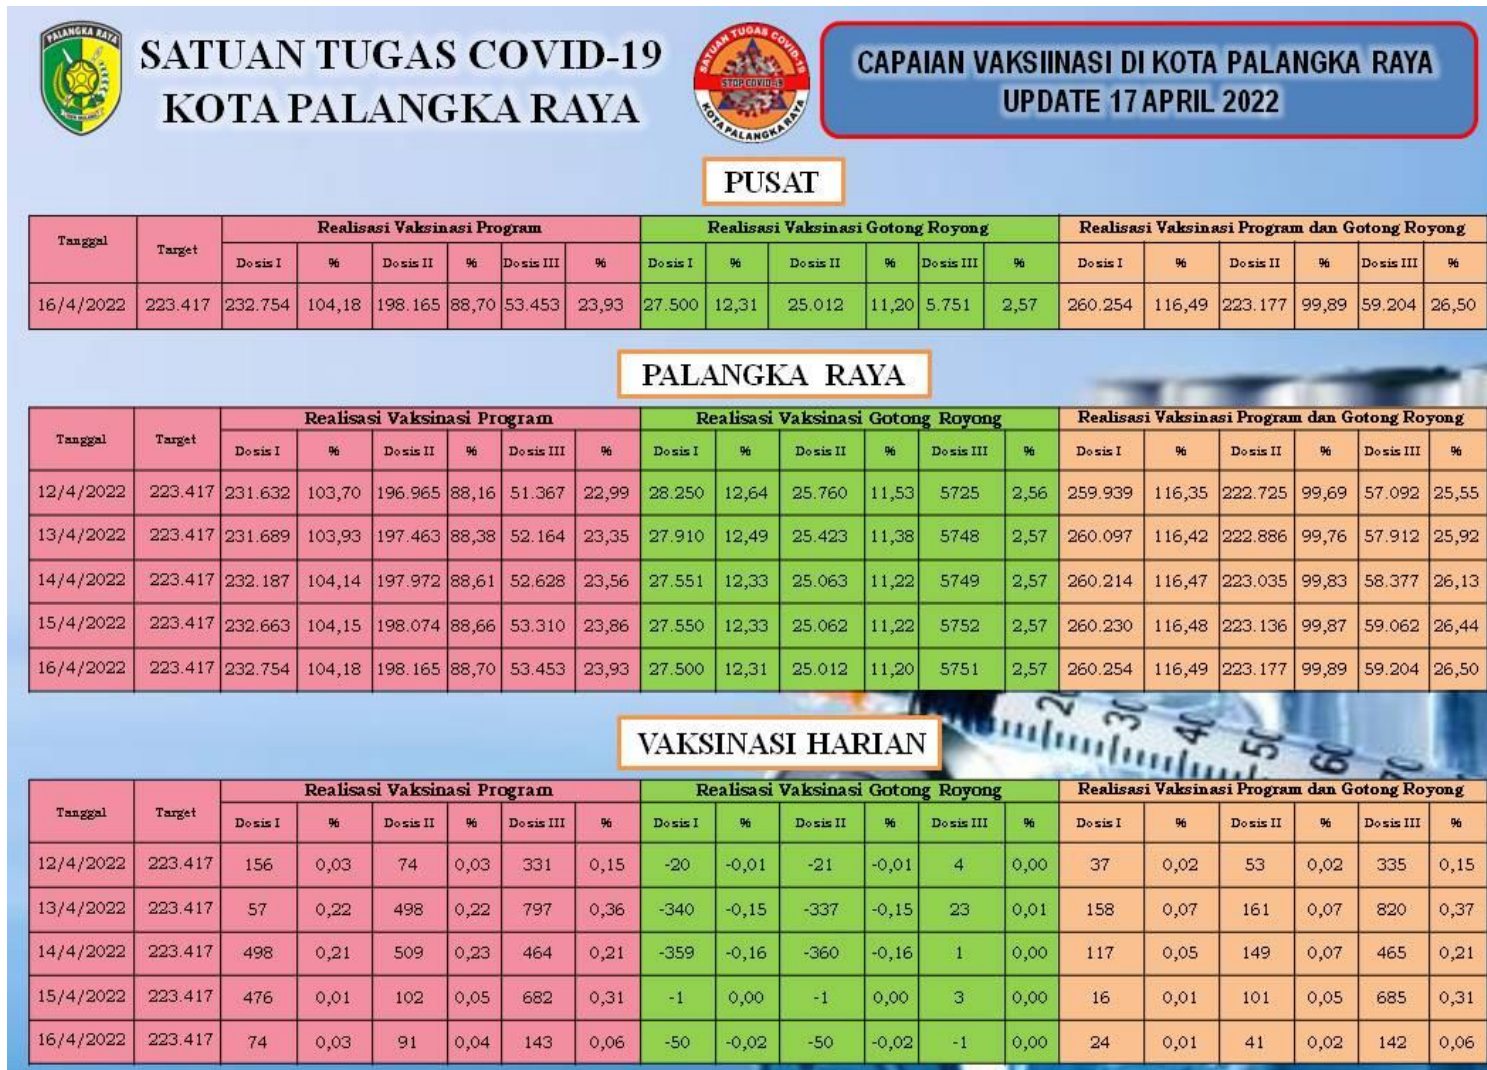 PALANGKA RAYA
SATUAN TUGAS COVID-19
KOTA PALANGKA RAYA
SATUAN TUGAS COVID-19
STOP COVID-19
KOTA PALANGKA RAYA
CAPAIAN VAKSIINASI DI KOTA PALANGKA RAYA
UPDATE 17 APRIL 2022
PUSAT
Tanggal Target Realisasi Vaksinasi Program Realisasi Vaksinasi Gotong Royong Realisasi Vaksinasi Program dan Gotong Royong
Dosis I % Dosis II % Dosis III % Dosis I % Dosis II % Dosis III % Dosis I % Dosis II % Dosis III %
16/4/2022 223.417 232.754 104,18 198.165 88,70 53.453 23,93 27.500 12,31 25.012 11,20 5.751 2,57 260.254 116,49 223.177 99,89 59.204 26,50
PALANGKA RAYA
Tanggal Target Realisasi Vaksinasi Program Realisasi Vaksinasi Gotong Royong Realisasi Vaksinasi Program dan Gotong Royong
Dosis I % Dosis II % Dosis III % Dosis I % Dosis II % Dosis III % Dosis I % Dosis II % Dosis III %
12/4/2022 223.417 231.632 103,70 196.965 88,16 51.367 22,99 28.250 12,64 25.760 11,53 5725 2,56 259.939 116,35 222.725 99,69 57.092 25,55
13/4/2022 223.417 231.689 103,93 197.463 88,38 52.164 23,35 27.910 12,49 25.423 11,38 5748 2,57 260.097 116,42 222.886 99,76 57.912 25,92
14/4/2022 223.417 232.187 104,14 197.972 88,61 52.628 23,56 27.551 12,33 25.063 11,22 5749 2,57 260.214 116,47 223.035 99,83 58.377 26,13
15/4/2022 223.417 232.663 104,15 198.074 88,66 53.310 23,86 27.550 12,33 25.062 11,22 5752 2,57 260.230 116,48 223.136 99,87 59.062 26,44
16/4/2022 223.417 232.754 104,18 198.165 88,70 53.453 23,93 27.500 12,31 25.012 11,20 5751 2,57 260.254 116,49 223.177 99,89 59.204 26,50
20 30 40 50 60 70
VAKSINASI HARIAN
Tanggal Target Realisasi Vaksinasi Program Realisasi Vaksinasi Gotong Royong Realisasi Vaksinasi Program dan Gotong Royong
Dosis I % Dosis II % Dosis III % Dosis I % Dosis II % Dosis III % Dosis I % Dosis II % Dosis III %
12/4/2022 223.417 156 0,03 74 0,03 331 0,15 -20 -0,01 -21 -0,01 4 0,00 37 0,02 53 0,02 335 0,15
13/4/2022 223.417 57 0,22 498 0,22 797 0,36 -340 -0,15 -337 -0,15 23 0,01 158 0,07 161 0,07 820 0,37
14/4/2022 223.417 498 0,21 509 0,23 464 0,21 -359 -0,16 -360 -0,16 1 0,00 117 0,05 149 0,07 465 0,21
15/4/2022 223.417 476 0,01 102 0,05 682 0,31 -1 0,00 -1 0,00 3 0,00 16 0,01 101 0,05 685 0,31
16/4/2022 223.417 74 0,03 91 0,04 143 0,06 -50 -0,02 -50 -0,02 -1 0,00 24 0,01 41 0,02 142 0,06